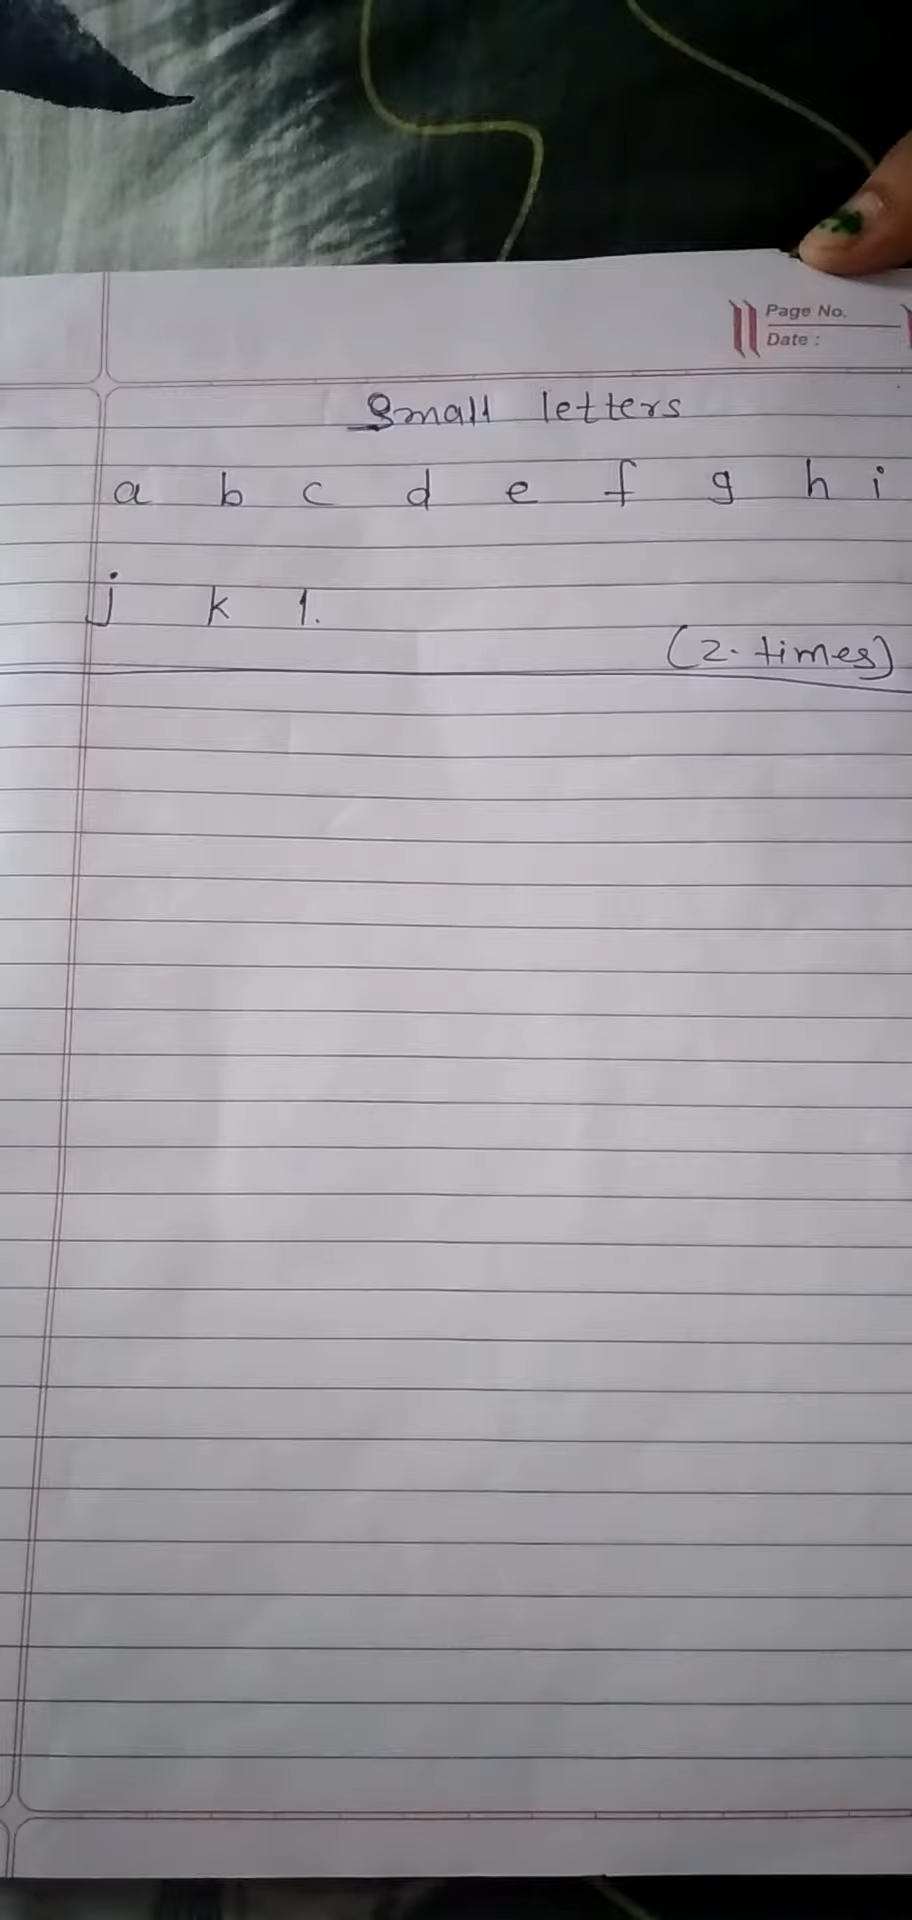 Page No.
Date :
Small letters
a b c d e f g h i
j k l.
(2. times)